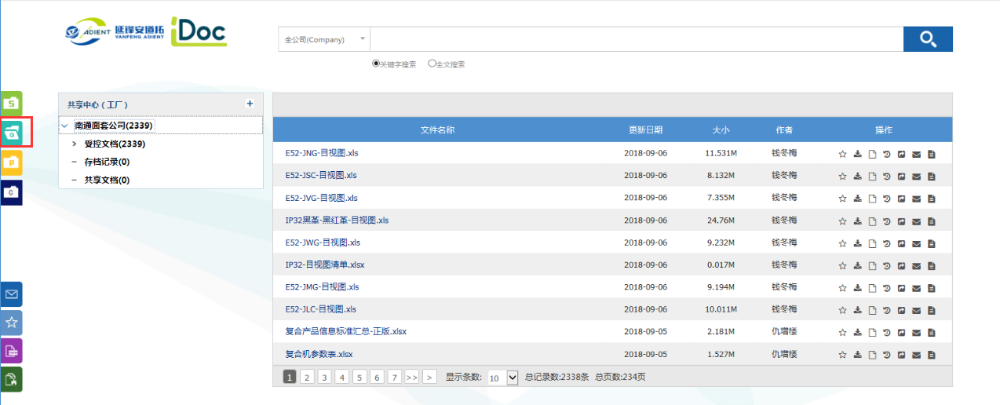 ADIENT 延锋安道拓 YANFENG ADIENT iDoc
全公司(Company)
关键字搜索 全文搜索
共享中心（工厂） +
南通面套公司(2339)
受控文档(2339)
存档记录(0)
共享文档(0)
S
G
P
C
文件名称 更新日期 大小 作者 操作
E52-JNG-目视图.xls 2018-09-06 11.531M 钱冬梅
E52-JSC-目视图.xls 2018-09-06 8.132M 钱冬梅
E52-JVG-目视图.xls 2018-09-06 7.355M 钱冬梅
IP32黑革-黑红革-目视图.xls 2018-09-06 24.76M 钱冬梅
E52-JWG-目视图.xls 2018-09-06 9.232M 钱冬梅
IP32-目视图清单.xlsx 2018-09-06 0.017M 钱冬梅
E52-JMG-目视图.xls 2018-09-06 9.194M 钱冬梅
E52-JLC-目视图.xls 2018-09-06 10.011M 钱冬梅
复合产品信息标准汇总-正版.xlsx 2018-09-05 2.181M 仇增楼
复合机参数表.xlsx 2018-09-05 1.527M 仇增楼
1 2 3 4 5 6 7 >> > 显示条数: 10 总记录数:2338条 总页数:234页